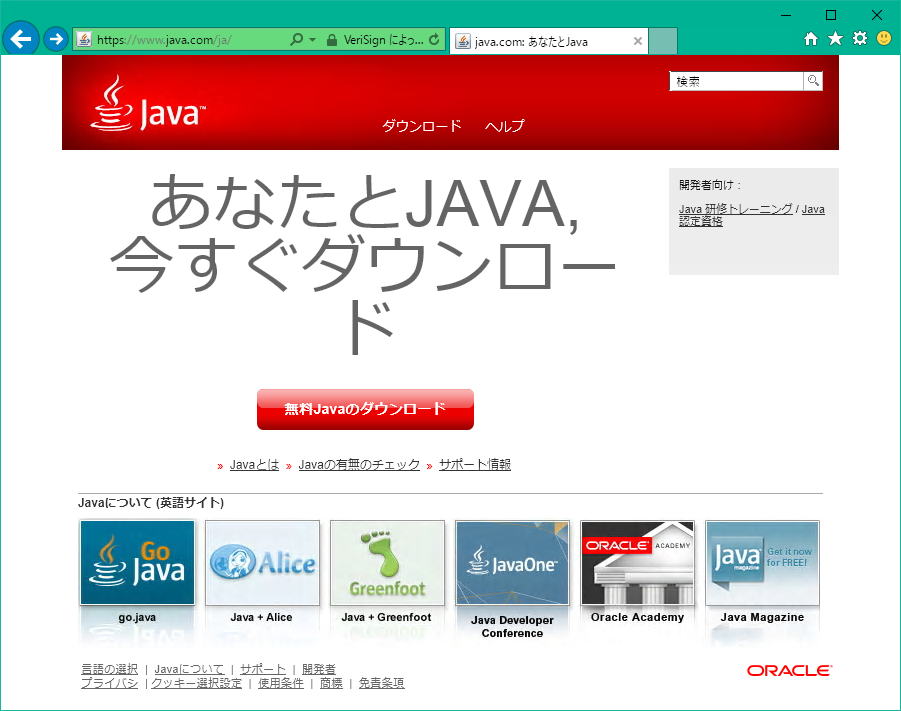 https://www.java.com/ja/
VeriSign によっ...
java.com: あなたとJava
Java™
検索
ダウンロード ヘルプ
あなたとJAVA,
今すぐダウンロー
ド
開発者向け :
Java 研修トレーニング / Java
認定資格
無料Javaのダウンロード
» Javaとは » Javaの有無のチェック » サポート情報
Javaについて (英語サイト)
Go
Java
Alice
Greenfoot
JavaOne™
ORACLE ACADEMY
Java magazine
Get it now
for FREE!
go.java
Java + Alice
Java + Greenfoot
Java Developer
Conference
Oracle Academy
Java Magazine
言語の選択 | Javaについて | サポート | 開発者
プライバシ | クッキー選択設定 | 使用条件 | 商標 | 免責条項
ORACLE